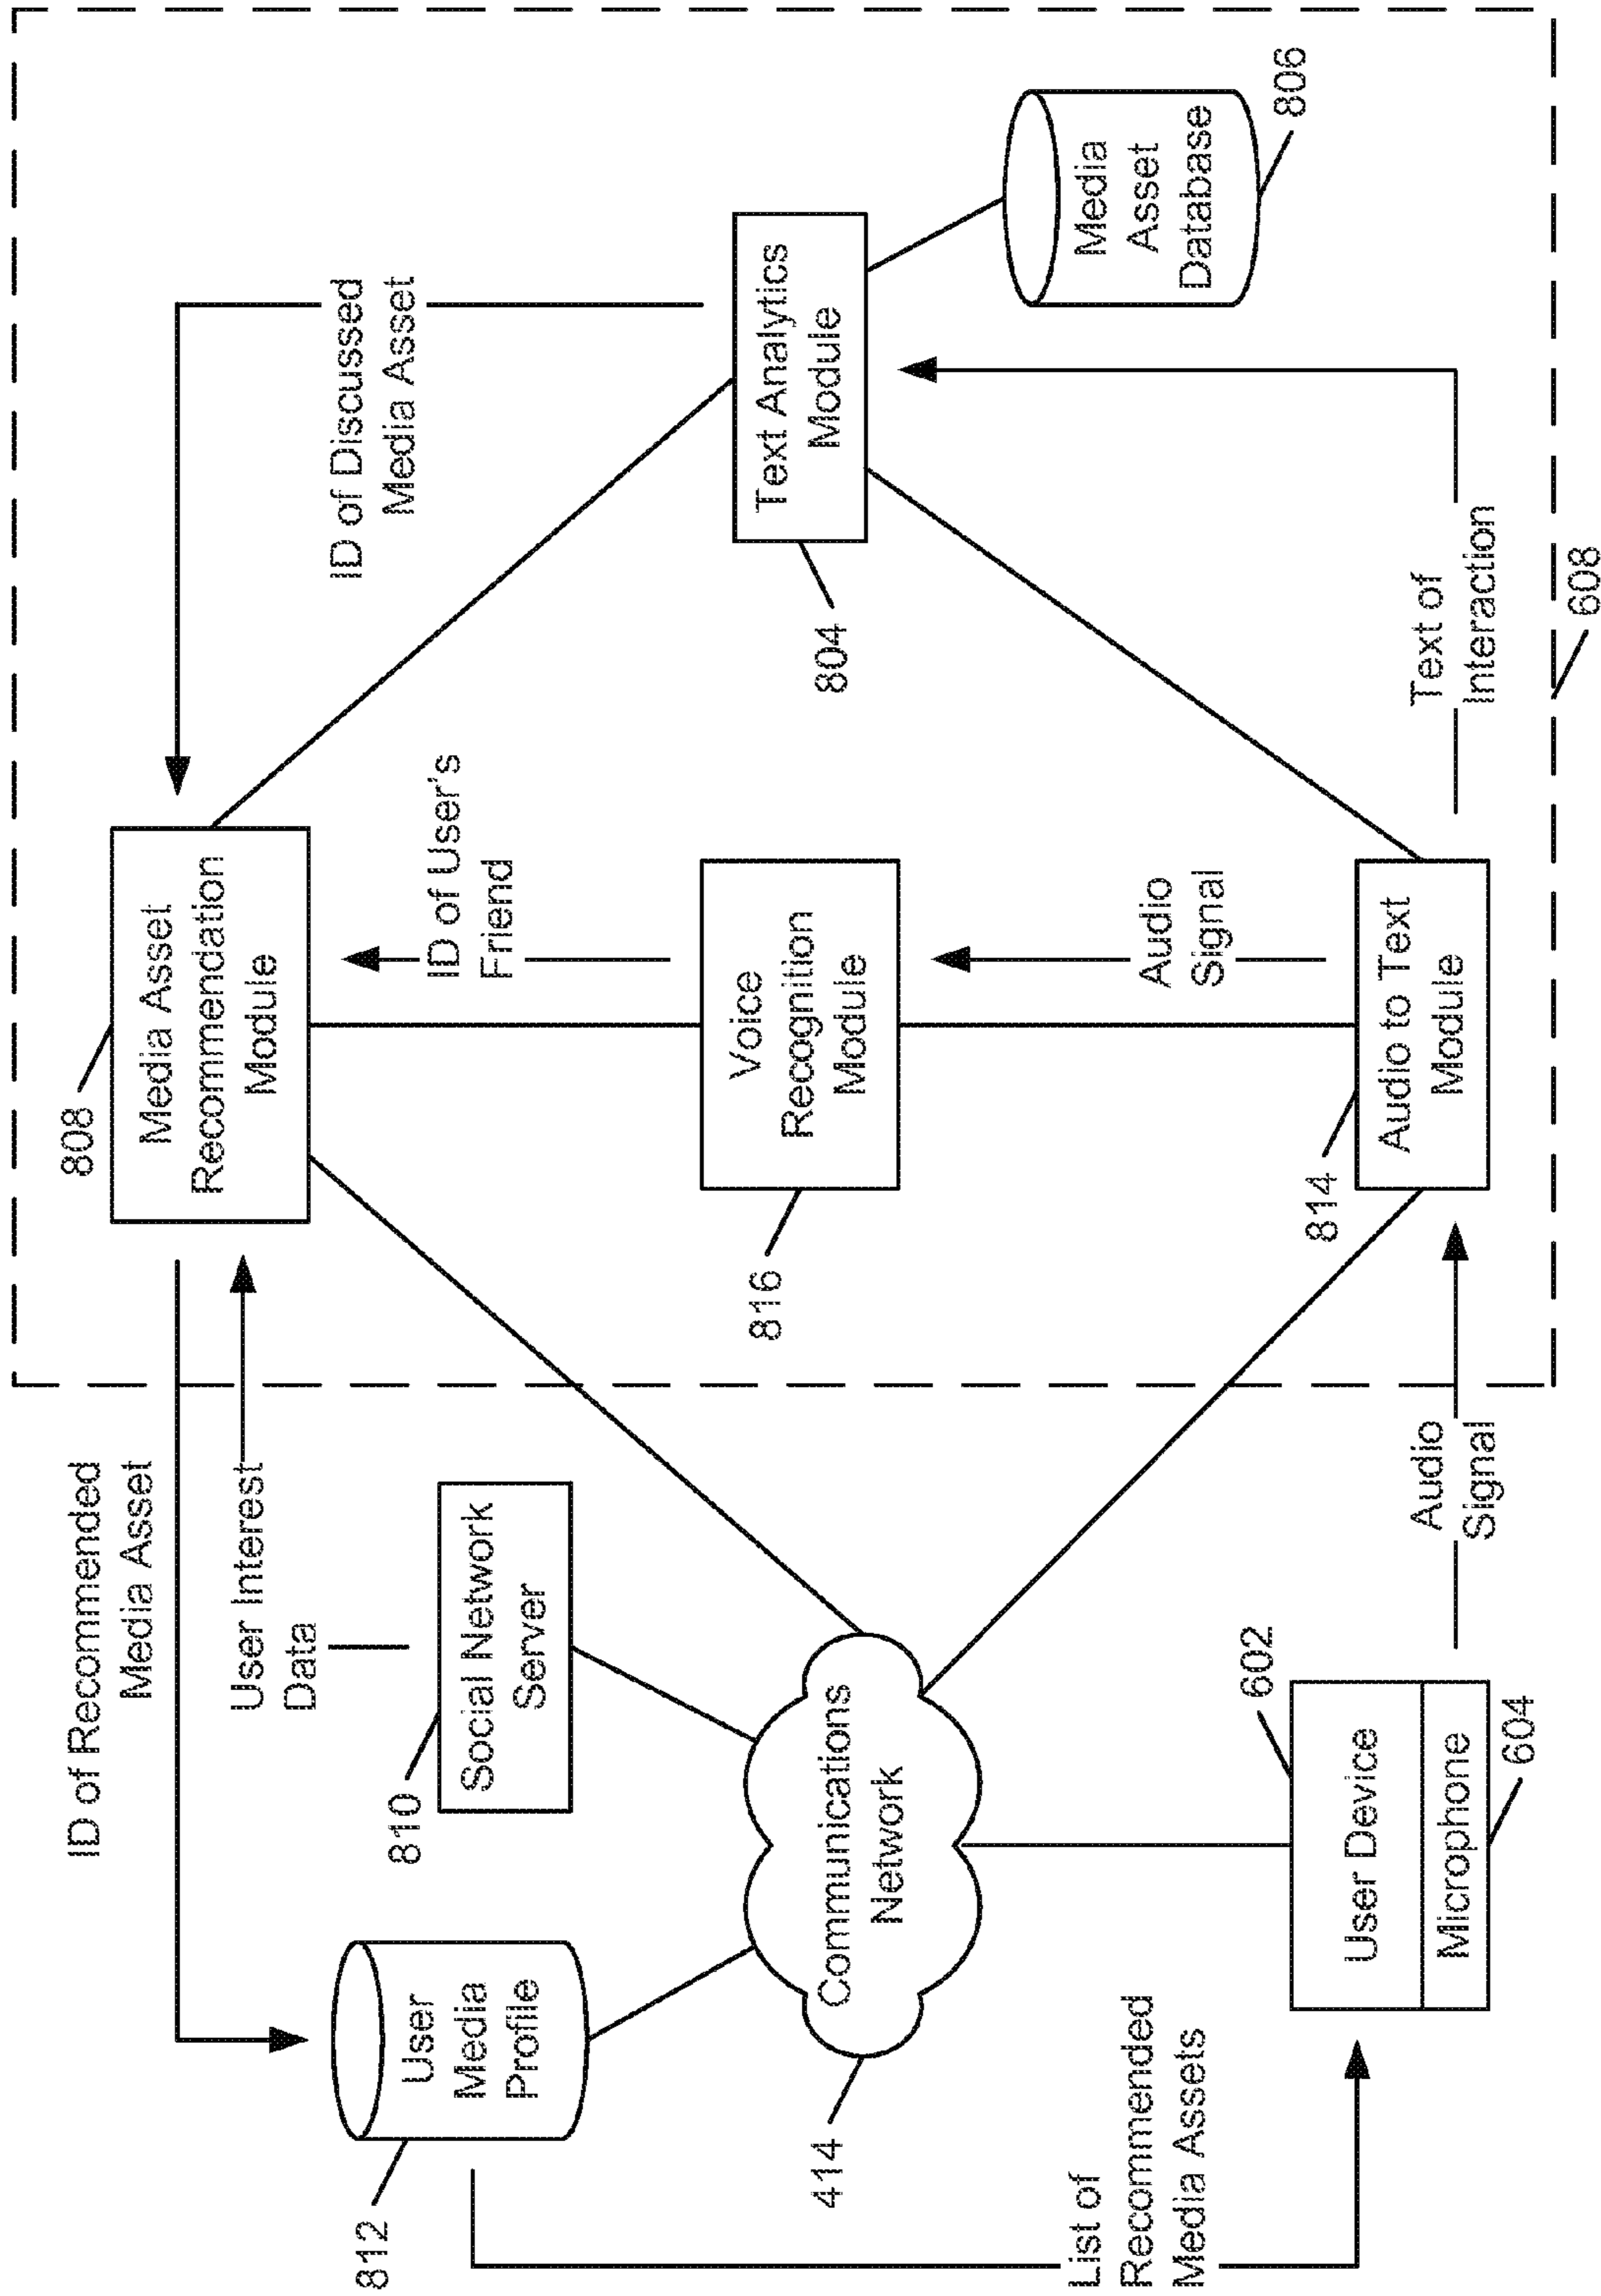 ID of Recommended
Media Asset
808
Media Asset
Recommendation
Module
ID of Discussed
Media Asset
User Interest
Data
812
User
Media
Profile
810
Social Network
Server
ID of User's
Friend
816
Voice
Recognition
Module
804
Text Analytics
Module
414
Communications
Network
Media
Asset
Database
806
List of
Recommended
Media Assets
602
User Device
Microphone
604
Audio
Signal
Audio
Signal
814
Audio to Text
Module
Text of
Interaction
608